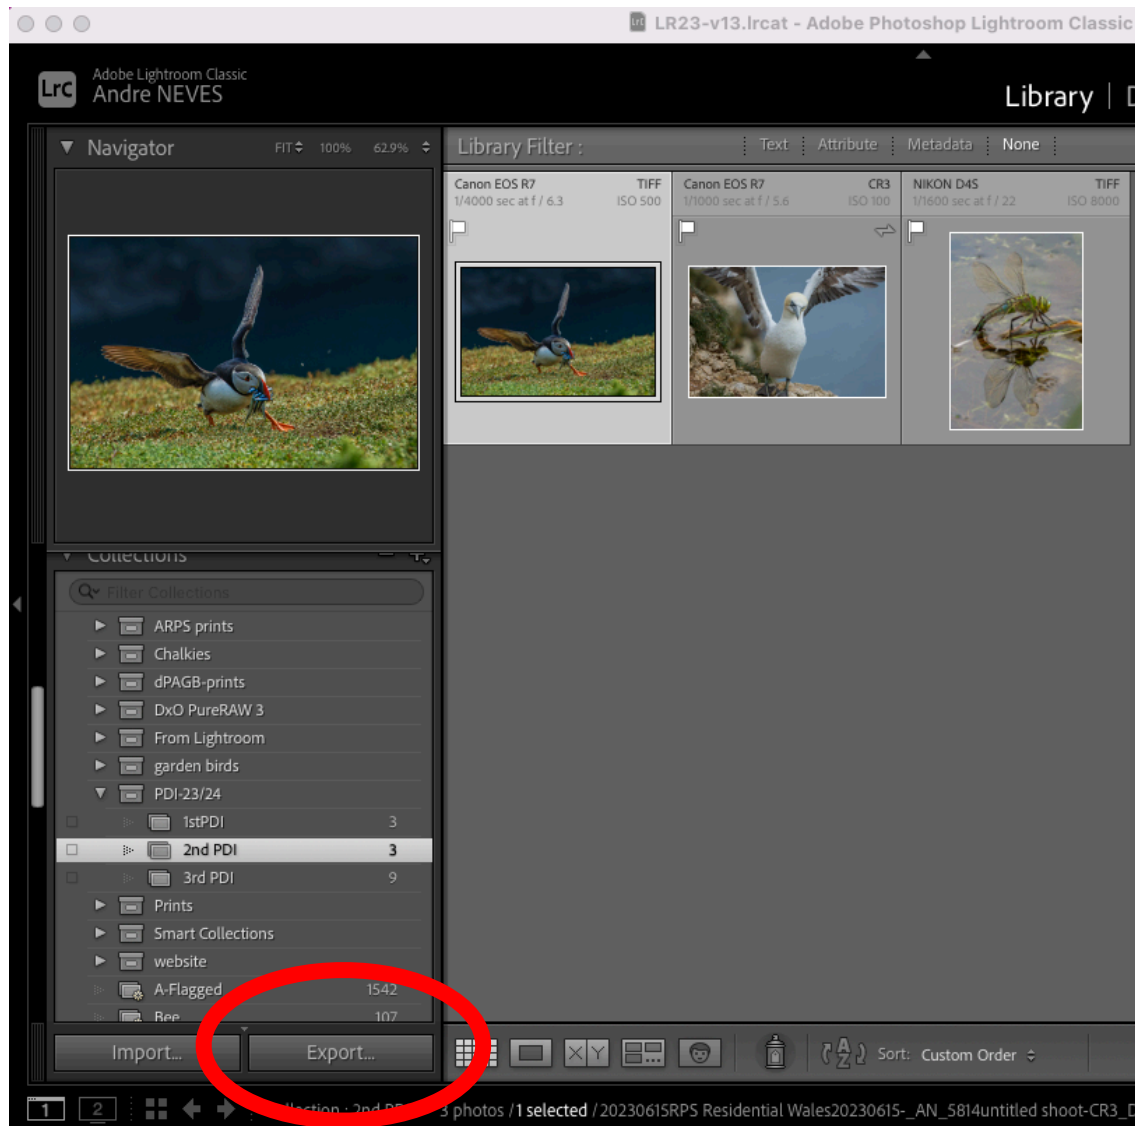 LR23-v13.lrcat - Adobe Photoshop Lightroom Classic
LrC
Adobe Lightroom Classic
Andre NEVES
Library
Navigator
FIT 100% 62.9%
Library Filter :
Text Attribute Metadata None
Canon EOS R7 TIFF
1/4000 sec at f / 6.3 ISO 500
Canon EOS R7 CR3
1/1000 sec at f / 5.6 ISO 100
NIKON D4S TIFF
1/1600 sec at f / 22 ISO 8000
Collections
Filter Collections
ARPS prints
Chalkies
dPAGB-prints
DxO PureRAW 3
From Lightroom
garden birds
PDI-23/24
1stPDI 3
2nd PDI 3
3rd PDI 9
Prints
Smart Collections
website
A-Flagged 1542
Bee 107
Import...
Export...
X Y
A
Z
Sort: Custom Order
1 2
Collection : 2nd PDI 3 photos / 1 selected / 20230615RPS Residential Wales20230615-_AN_5814untitled shoot-CR3_D